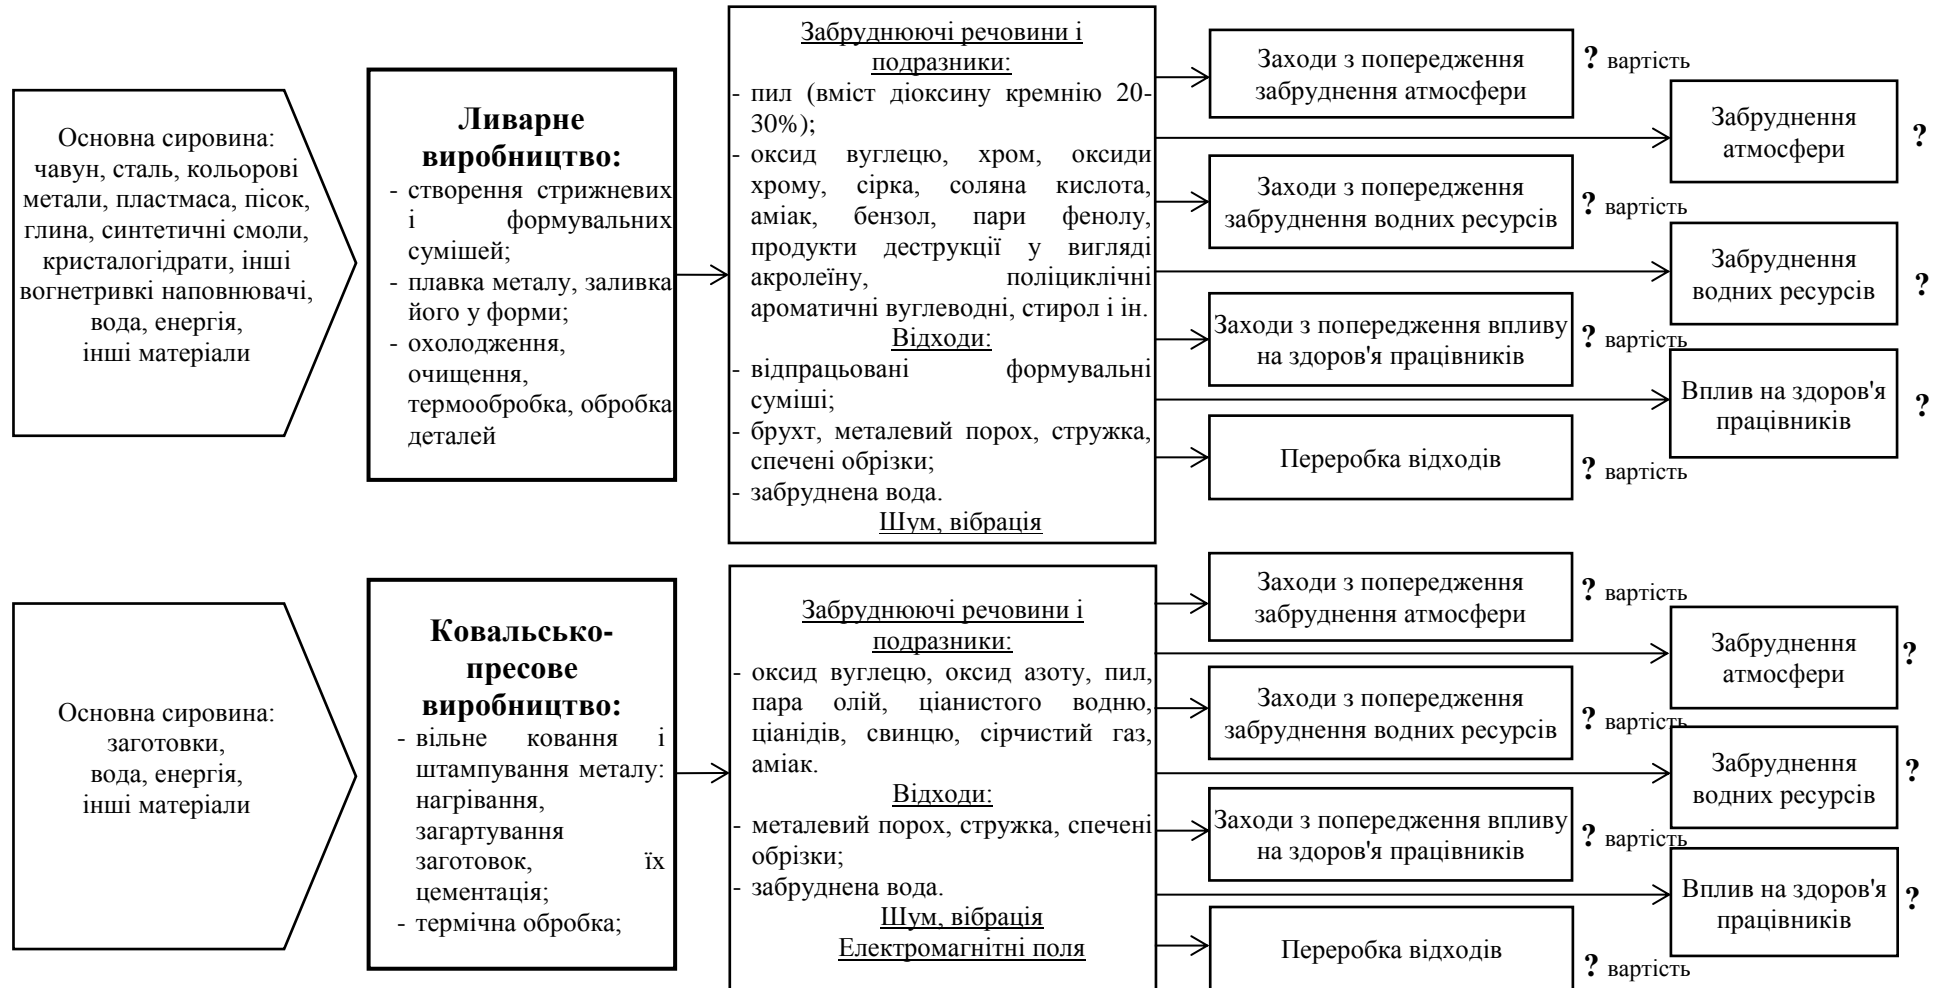 Основна сировина:
чавун, сталь, кольорові
метали, пластмаса, пісок,
глина, синтетичні смоли,
кристалогідрати, інші
вогнетривкі наповнювачі,
вода, енергія,
інші матеріали
Ливарне
виробництво:
- створення стрижневих
і формувальних
сумішей;
- плавка металу, заливка
його у форми;
- охолодження,
очищення,
термообробка, обробка
деталей
Забруднюючі речовини і
подразники:
- пил (вміст діоксину кремнію 20-
30%);
- оксид вуглецю, хром, оксиди
хрому, сірка, соляна кислота,
аміак, бензол, пари фенолу,
продукти деструкції у вигляді
акролеїну, поліциклічні
ароматичні вуглеводні, стирол і ін.
Відходи:
- відпрацьовані формувальні
суміші;
- брухт, металевий порох, стружка,
спечені обрізки;
- забруднена вода.
Шум, вібрація
Заходи з попередження
забруднення атмосфери
? вартість
Забруднення
атмосфери
?
Заходи з попередження
забруднення водних ресурсів
? вартість
Забруднення
водних ресурсів
?
Заходи з попередження впливу
на здоров'я працівників
? вартість
Вплив на здоров'я
працівників
?
Переробка відходів
? вартість
Основна сировина:
заготовки,
вода, енергія,
інші матеріали
Ковальсько-
пресове
виробництво:
- вільне ковання і
штампування металу:
нагрівання,
загартування
заготовок, їх
цементація;
- термічна обробка;
Забруднюючі речовини і
подразники:
- оксид вуглецю, оксид азоту, пил,
пара олій, ціанистого водню,
ціанідів, свинцю, сірчистий газ,
аміак.
Відходи:
- металевий порох, стружка, спечені
обрізки;
- забруднена вода.
Шум, вібрація
Електромагнітні поля
Заходи з попередження
забруднення атмосфери
? вартість
Забруднення
атмосфери
?
Заходи з попередження
забруднення водних ресурсів
? вартість
Забруднення
водних ресурсів
?
Заходи з попередження впливу
на здоров'я працівників
? вартість
Вплив на здоров'я
працівників
?
Переробка відходів
? вартість